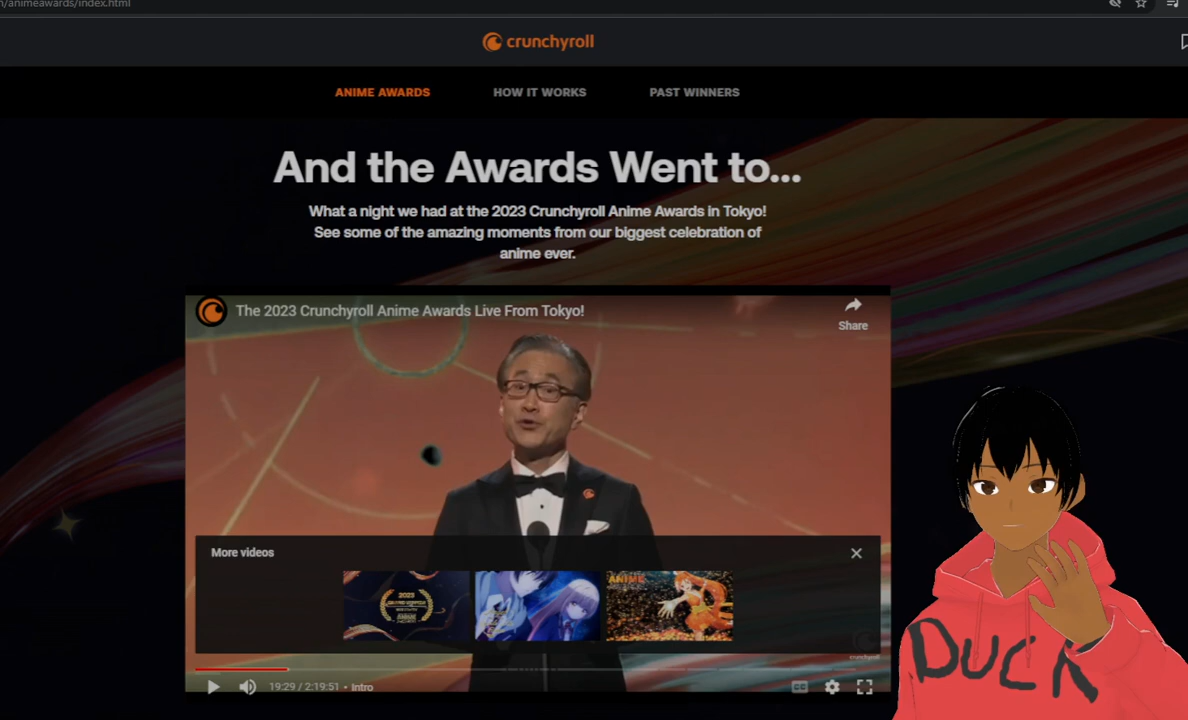 n/animeawards/index.html
crunchyroll
ANIME AWARDS HOW IT WORKS PAST WINNERS
And the Awards Went to...
What a night we had at the 2023 Crunchyroll Anime Awards in Tokyo!
See some of the amazing moments from our biggest celebration of
anime ever.
The 2023 Crunchyroll Anime Awards Live From Tokyo!
Share
More videos
2023
ANIME
ANIME
crunchyroll
19:29 / 2:19:51 • Intro
CC
DUCK